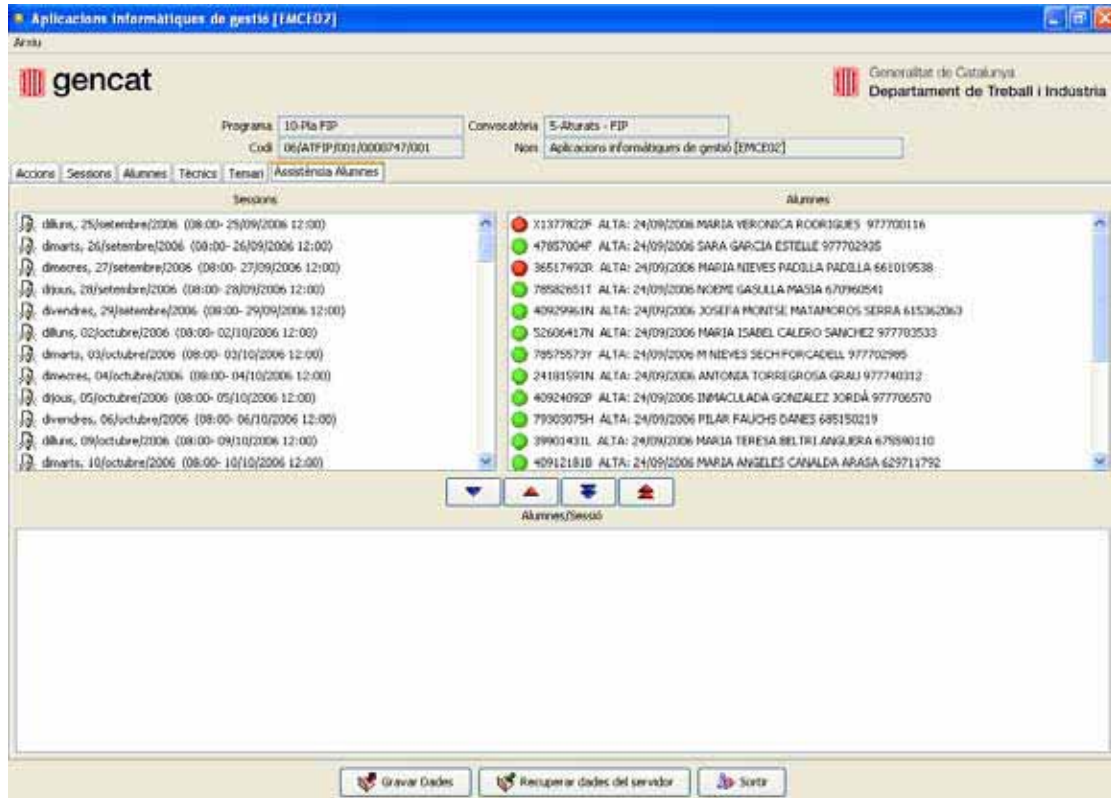 Aplicacions informàtiques de gestió [EMCE02]
Arxiu
gencat
Generalitat de Catalunya
Departament de Treball i Indústria
Programa 10-Pla FIP Convocatòria 5-Aturats - FIP
Codi 06/ATFIP/001/0000747/001 Nom Aplicacions informàtiques de gestió [EMCE02]
Accions Sessions Alumnes Tècnics Temari Assistència Alumnes
Sessions
dilluns, 25/setembre/2006 (08:00- 25/09/2006 12:00)
dimarts, 26/setembre/2006 (08:00- 26/09/2006 12:00)
dimecres, 27/setembre/2006 (08:00- 27/09/2006 12:00)
dijous, 28/setembre/2006 (08:00- 28/09/2006 12:00)
divendres, 29/setembre/2006 (08:00- 29/09/2006 12:00)
dilluns, 02/octubre/2006 (08:00- 02/10/2006 12:00)
dimarts, 03/octubre/2006 (08:00- 03/10/2006 12:00)
dimecres, 04/octubre/2006 (08:00- 04/10/2006 12:00)
dijous, 05/octubre/2006 (08:00- 05/10/2006 12:00)
divendres, 06/octubre/2006 (08:00- 06/10/2006 12:00)
dilluns, 09/octubre/2006 (08:00- 09/10/2006 12:00)
dimarts, 10/octubre/2006 (08:00- 10/10/2006 12:00)
Alumnes
X1377822F ALTA: 24/09/2006 MARIA VERONICA RODRIGUES 977700116
47857004F ALTA: 24/09/2006 SARA GARCIA ESTELLE 977702935
36517492R ALTA: 24/09/2006 MARIA NIEVES PADILLA PADILLA 661019538
78582651T ALTA: 24/09/2006 NOEMI GASULLA MASIA 670960541
40929961N ALTA: 24/09/2006 JOSEFA MONTSE MATAMOROS SERRA 615362063
52606417N ALTA: 24/09/2006 MARIA ISABEL CALERO SANCHEZ 977703533
78575573Y ALTA: 24/09/2006 M NIEVES SECH FORCADELL 977702985
24181591N ALTA: 24/09/2006 ANTONIA TORREGROSA GRAU 977740312
40924092P ALTA: 24/09/2006 INMACULADA GONZALEZ JORDÀ 977706570
79303075H ALTA: 24/09/2006 PILAR FAUCHS DANES 685150219
39901431L ALTA: 24/09/2006 MARIA TERESA BELTRI ANGUERA 675590110
40912181B ALTA: 24/09/2006 MARIA ANGELES CANALDA ARASA 629711792
Alumnes/Sessió
Gravar Dades Recuperar dades del servidor Sortir